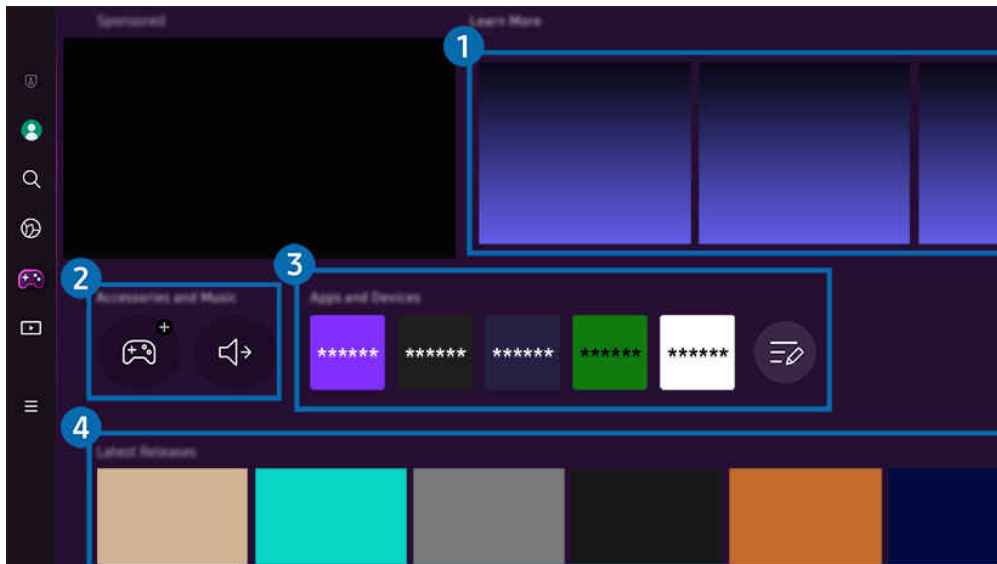 Sponsored
Learn More
1
2
3
Accessories and Music
Apps and Devices
****** ****** ****** ****** ******
4
Latest Releases